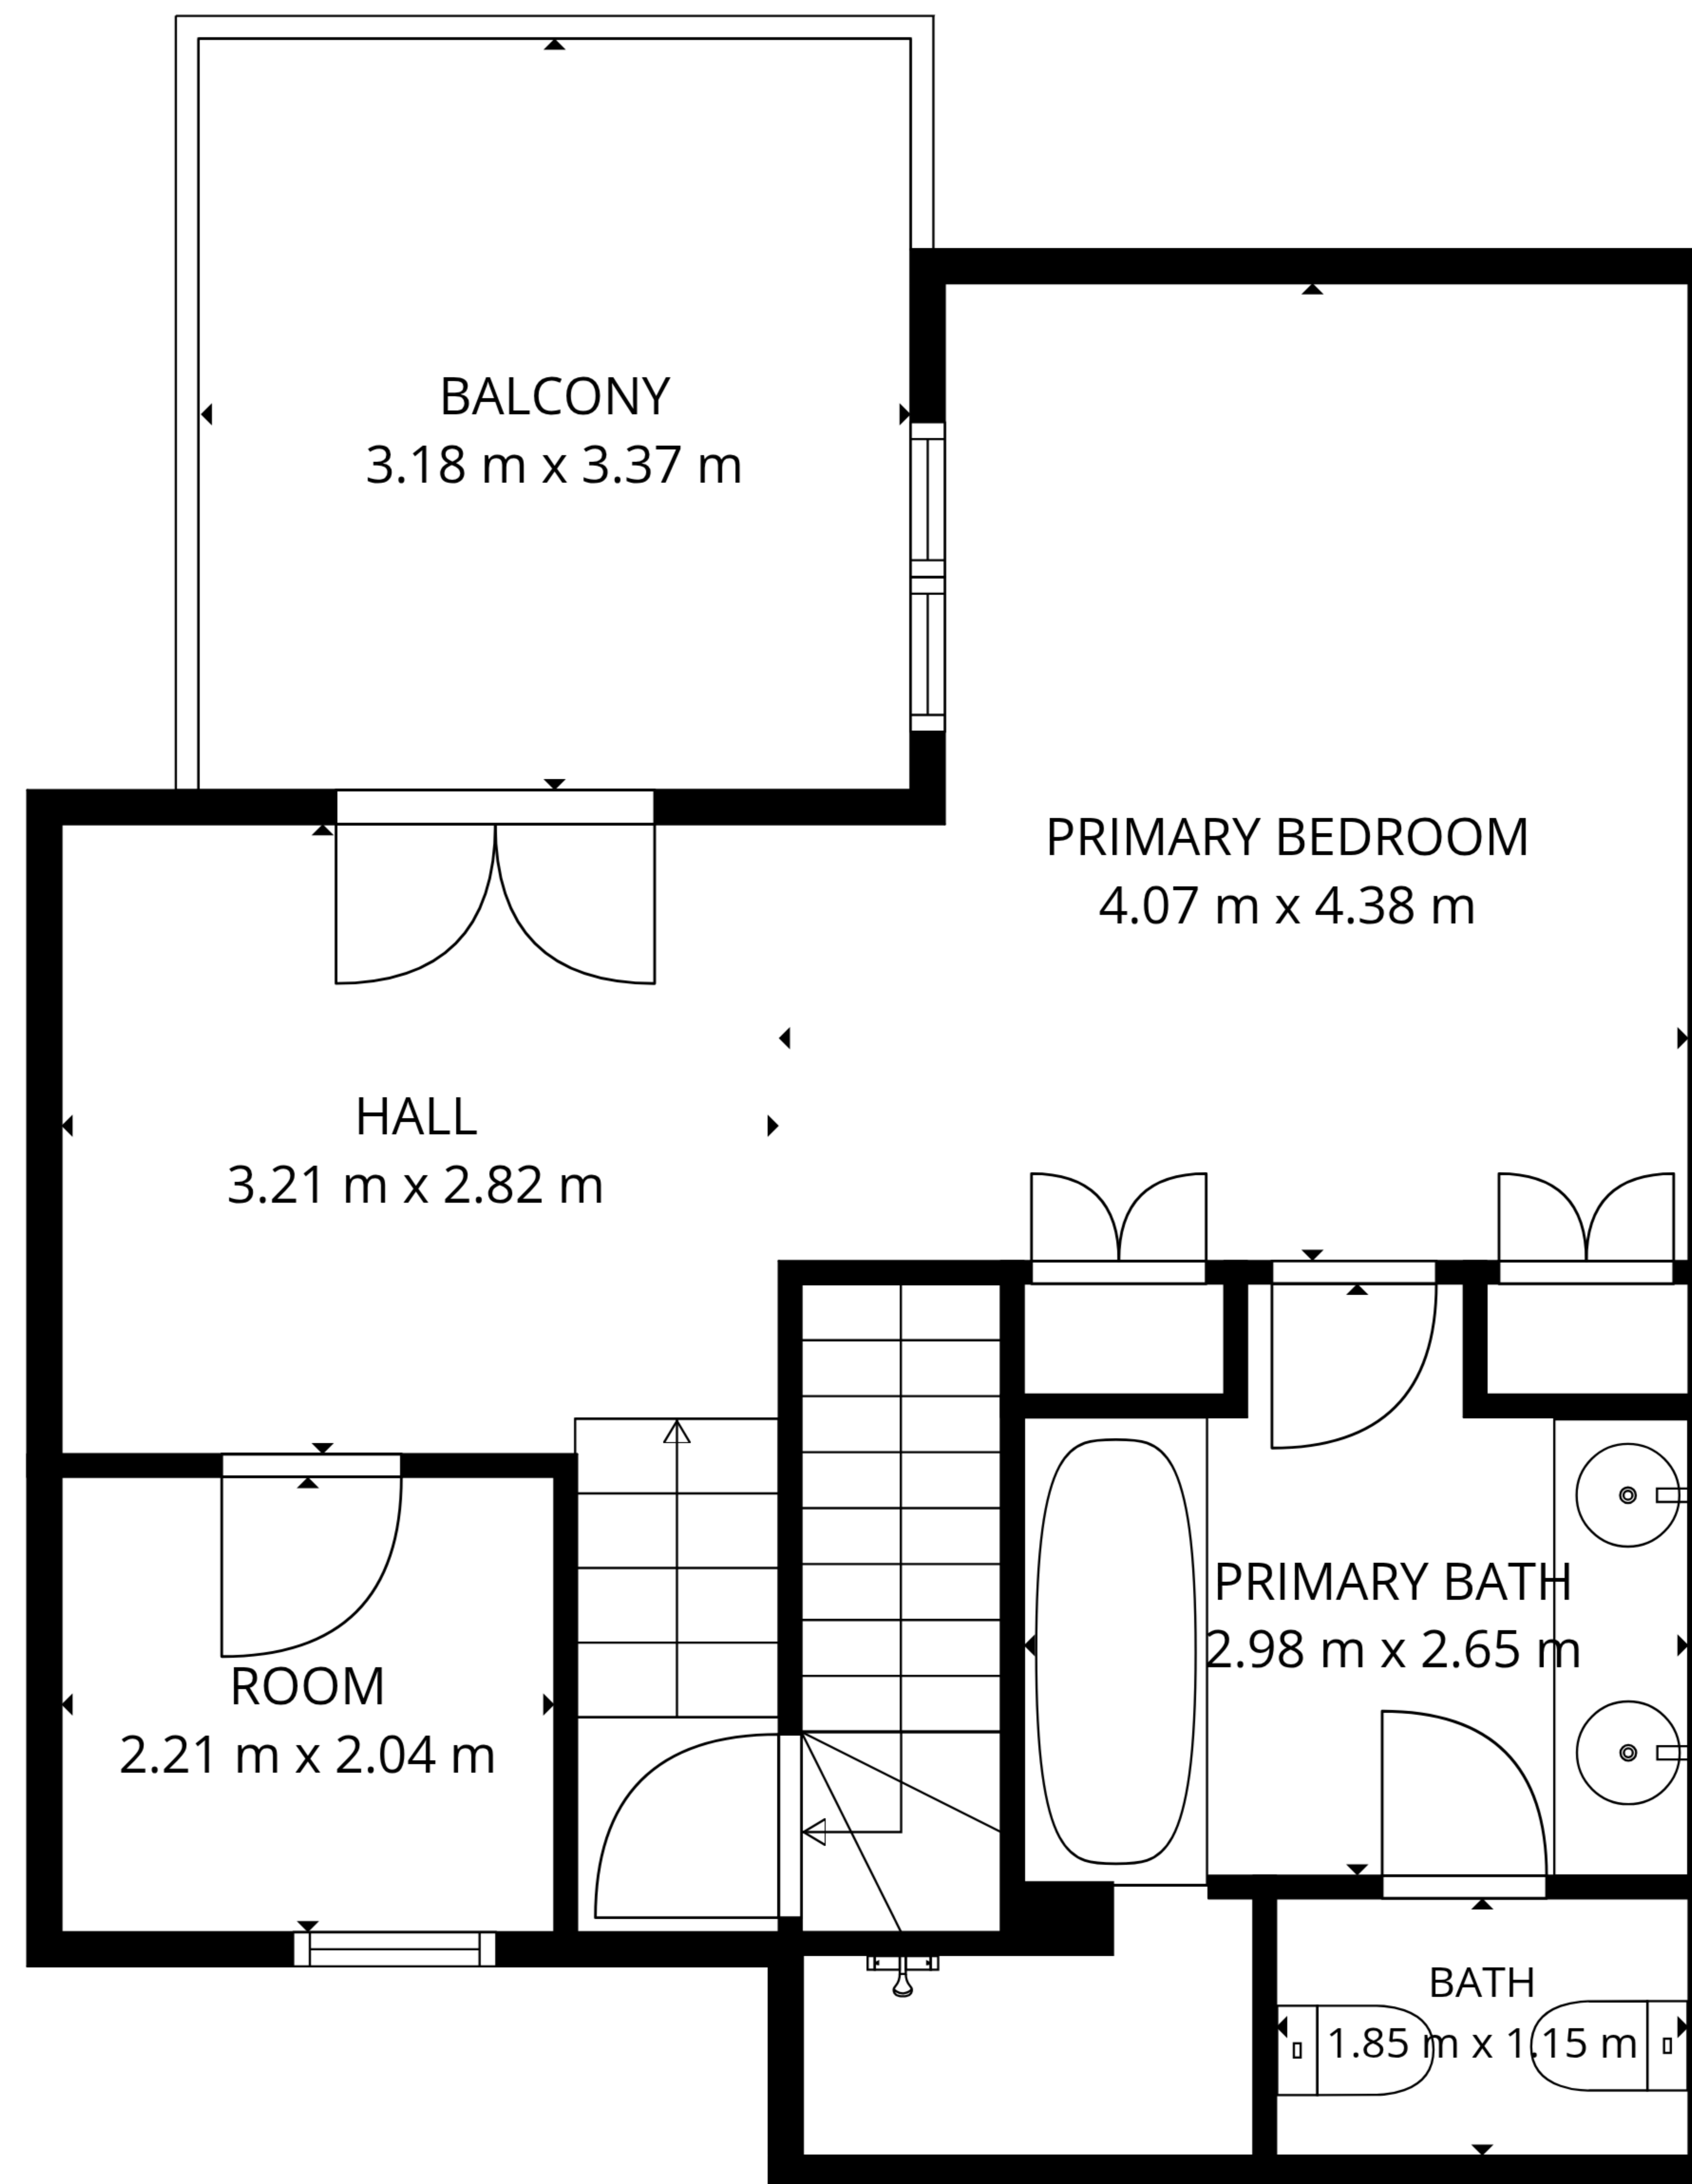 BALCONY
3.18 m x 3.37 m
PRIMARY BEDROOM
4.07 m x 4.38 m
HALL
3.21 m x 2.82 m
PRIMARY BATH
2.98 m x 2.65 m
ROOM
2.21 m x 2.04 m
BATH
1.85 m x 1.15 m